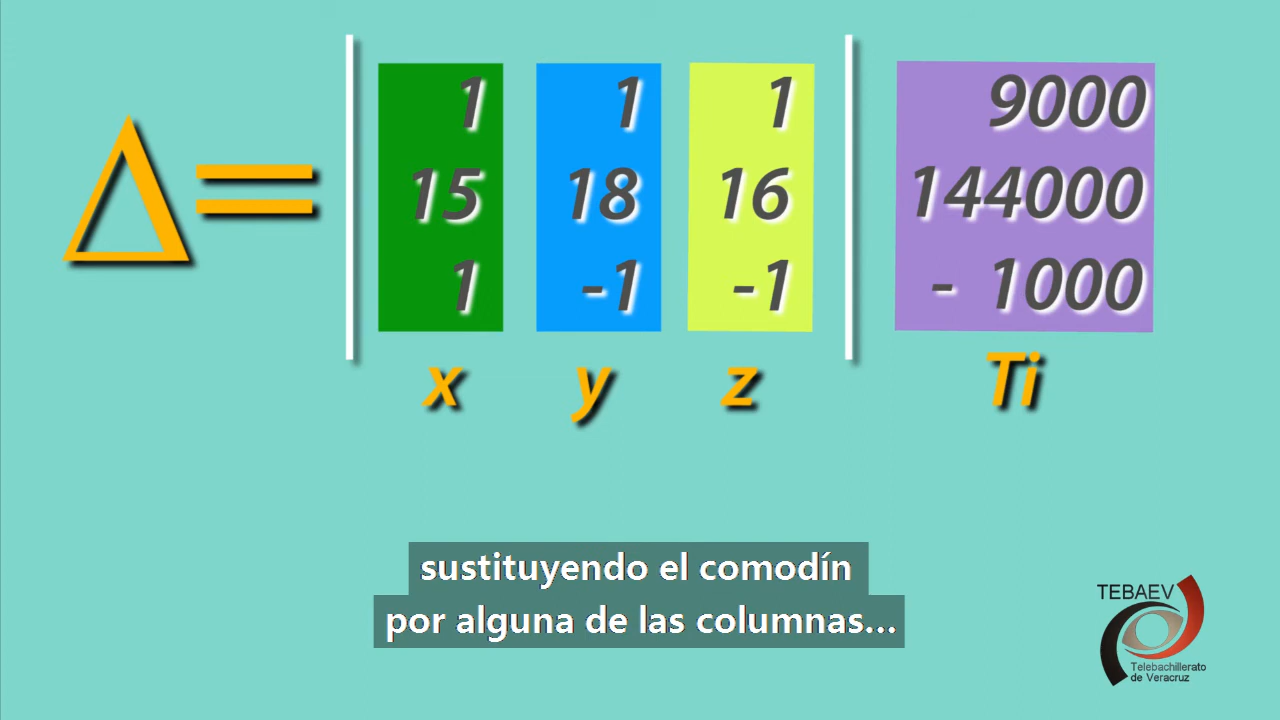 Δ= | 1 1 1 | 9000
15 18 16 144000
1 -1 -1 - 1000
x y z Ti
sustituyendo el comodín
por alguna de las columnas...
TEBAEV
Telebachillerato
de Veracruz